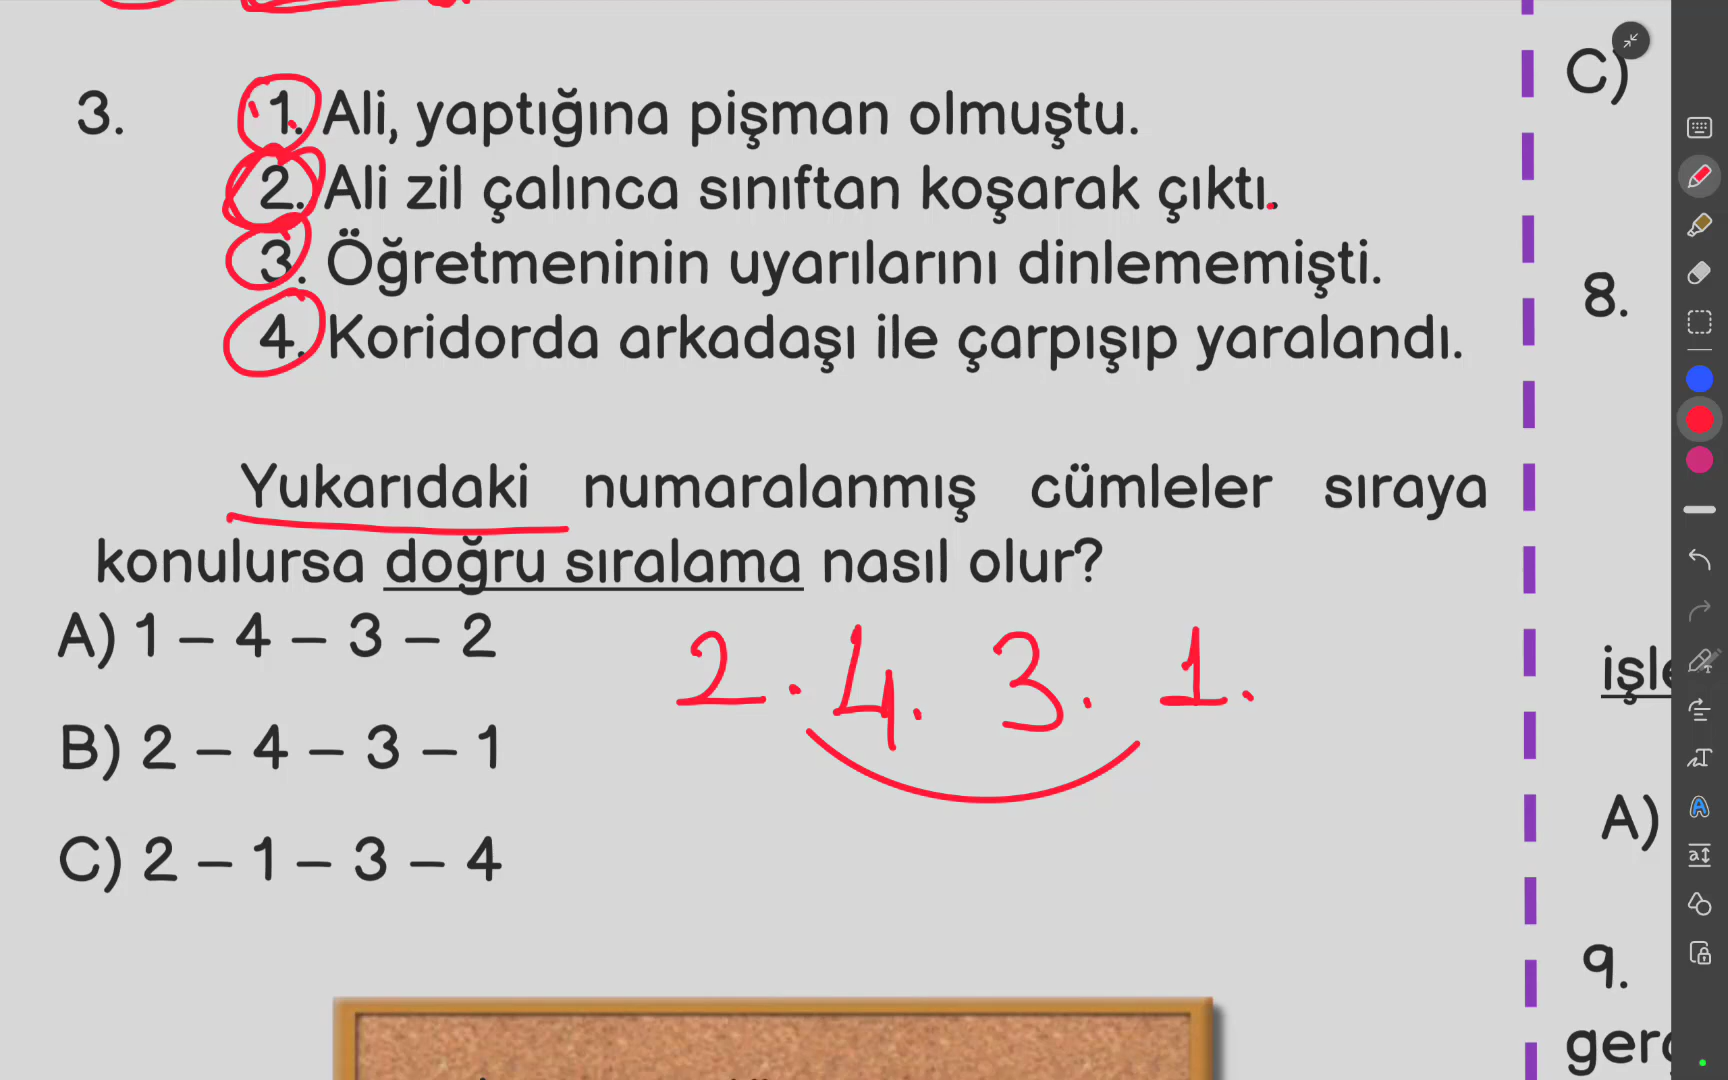 3.
1. Ali, yaptığına pişman olmuştu.
2. Ali zil çalınca sınıftan koşarak çıktı.
3. Öğretmeninin uyarılarını dinlememişti.
4. Koridorda arkadaşı ile çarpışıp yaralandı.
Yukarıdaki numaralanmış cümleler sıraya
konulursa doğru sıralama nasıl olur?
A) 1 – 4 – 3 – 2
B) 2 – 4 – 3 – 1
C) 2 – 1 – 3 – 4
2. 4. 3. 1.
C)
8.
A)
9.